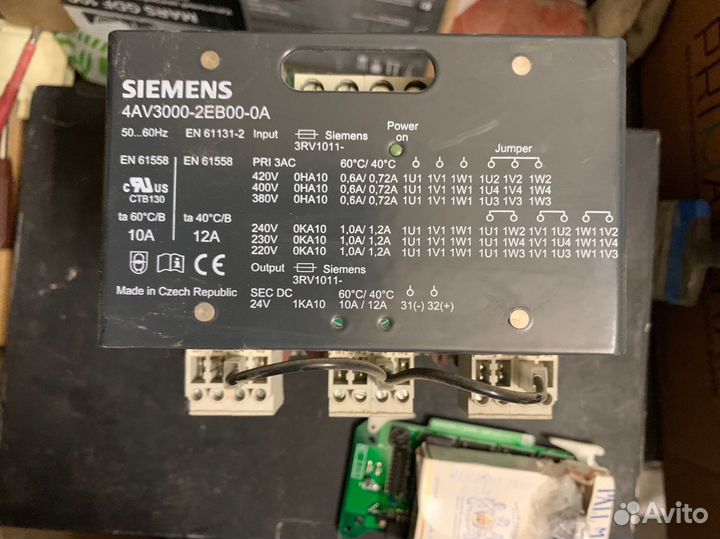 MARS GDF 100
SIEMENS
4AV3000-2EB00-0A
50...60Hz EN 61131-2 Input Siemens
3RV1011-
Power
on
Jumper
EN 61558 EN 61558 PRI 3AC 60°C/ 40°C
420V 0HA10 0,6A/ 0,72A 1U1 1V1 1W1 1U2 1V2 1W2
400V 0HA10 0,6A/ 0,72A 1U1 1V1 1W1 1U4 1V4 1W4
380V 0HA10 0,6A/ 0,72A 1U1 1V1 1W1 1U3 1V3 1W3
c RU US
CTB130
ta 60°C/B ta 40°C/B
10A 12A
240V 0KA10 1,0A/ 1,2A 1U1 1V1 1W1 1U1 1W2 1V1 1U2 1W1 1V2
230V 0KA10 1,0A/ 1,2A 1U1 1V1 1W1 1U1 1W4 1V1 1U4 1W1 1V4
220V 0KA10 1,0A/ 1,2A 1U1 1V1 1W1 1U1 1W3 1V1 1U3 1W1 1V3
Output Siemens
3RV1011-
CE
Made in Czech Republic
SEC DC 60°C/ 40°C
24V 1KA10 10A / 12A 31(-) 32(+)
Avito